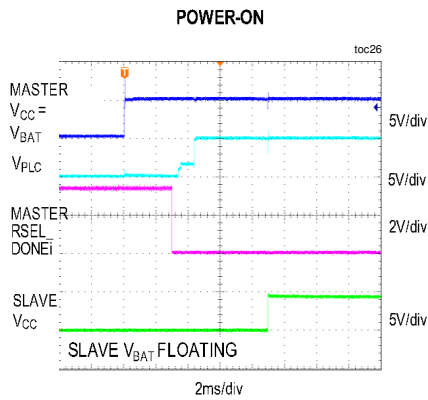 POWER-ON
toc26
MASTER
VCC =
VBAT
5V/div
VPLC
5V/div
MASTER
RSEL_
DONEi
2V/div
SLAVE
VCC
5V/div
SLAVE VBAT FLOATING
2ms/div